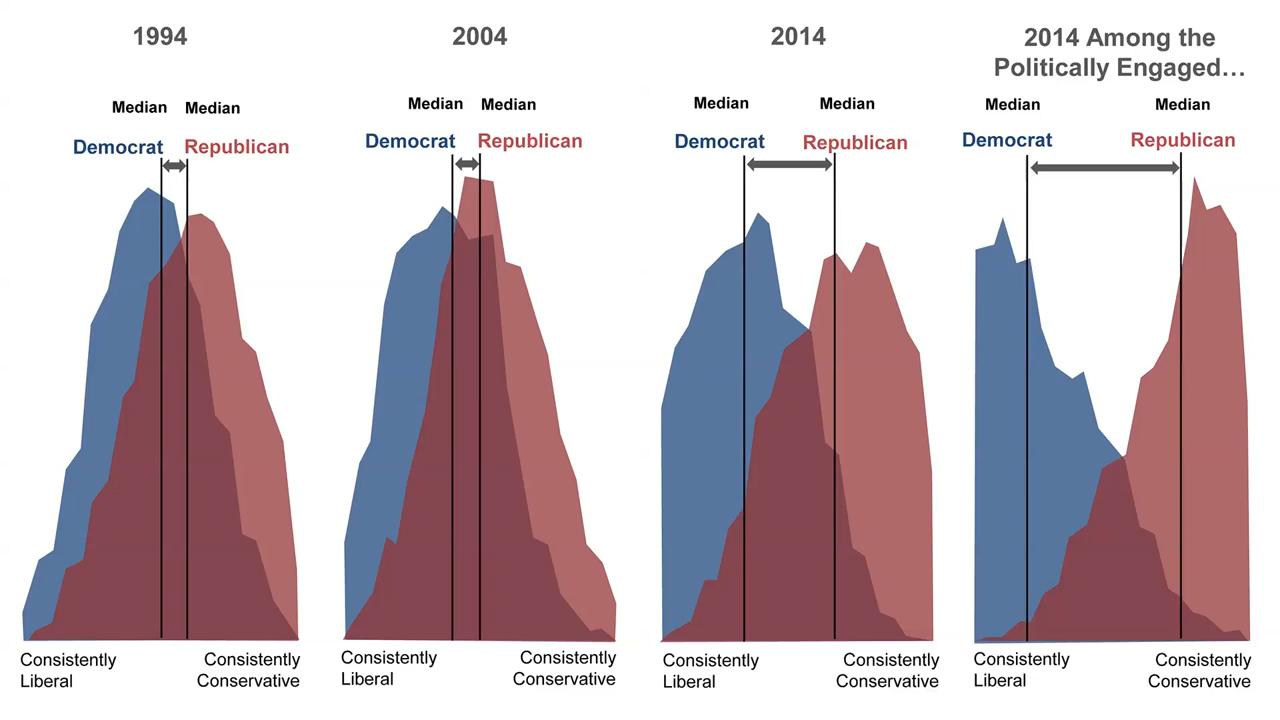 1994
Median Median
Democrat Republican
Consistently Consistently
Liberal Conservative
2004
Median Median
Democrat Republican
Consistently Consistently
Liberal Conservative
2014
Median Median
Democrat Republican
Consistently Consistently
Liberal Conservative
2014 Among the
Politically Engaged…
Median Median
Democrat Republican
Consistently Consistently
Liberal Conservative